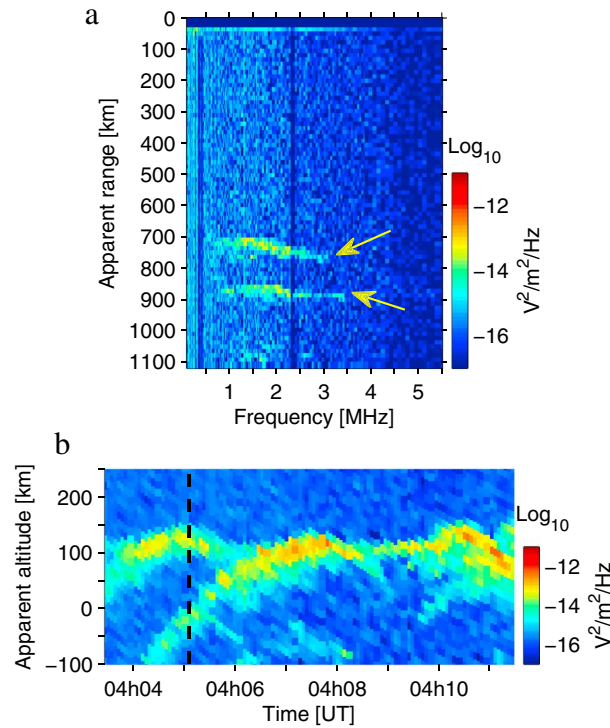 a
0
100
200
300
400
500
600
700
800
900
1000
1100
Apparent range [km]
1 2 3 4 5
Frequency [MHz]
Log10
−10
−12
−14
−16
V²/m²/Hz
b
200
100
0
−100
Apparent altitude [km]
04h04 04h06 04h08 04h10
Time [UT]
Log10
−12
−14
−16
V²/m²/Hz